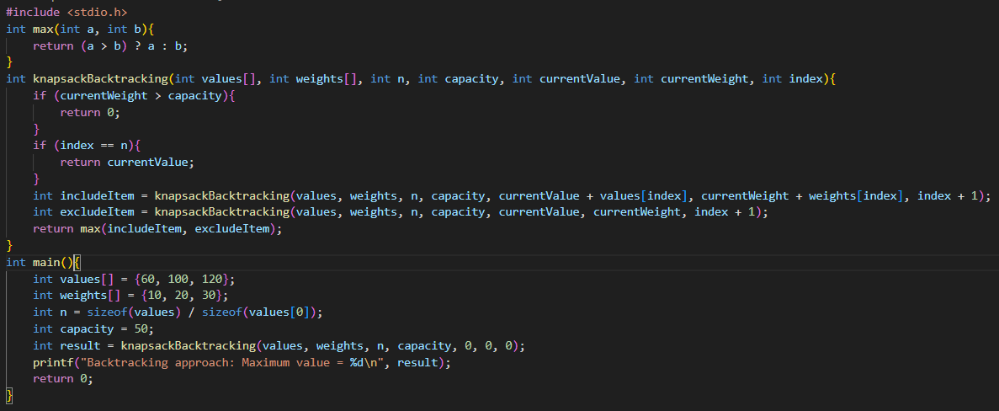 #include <stdio.h>
int max(int a, int b){
    return (a > b) ? a : b;
}
int knapsackBacktracking(int values[], int weights[], int n, int capacity, int currentValue, int currentWeight, int index){
    if (currentWeight > capacity){
        return 0;
    }
    if (index == n){
        return currentValue;
    }
    int includeItem = knapsackBacktracking(values, weights, n, capacity, currentValue + values[index], currentWeight + weights[index], index + 1);
    int excludeItem = knapsackBacktracking(values, weights, n, capacity, currentValue, currentWeight, index + 1);
    return max(includeItem, excludeItem);
}
int main(){
    int values[] = {60, 100, 120};
    int weights[] = {10, 20, 30};
    int n = sizeof(values) / sizeof(values[0]);
    int capacity = 50;
    int result = knapsackBacktracking(values, weights, n, capacity, 0, 0, 0);
    printf("Backtracking approach: Maximum value = %d\n", result);
    return 0;
}